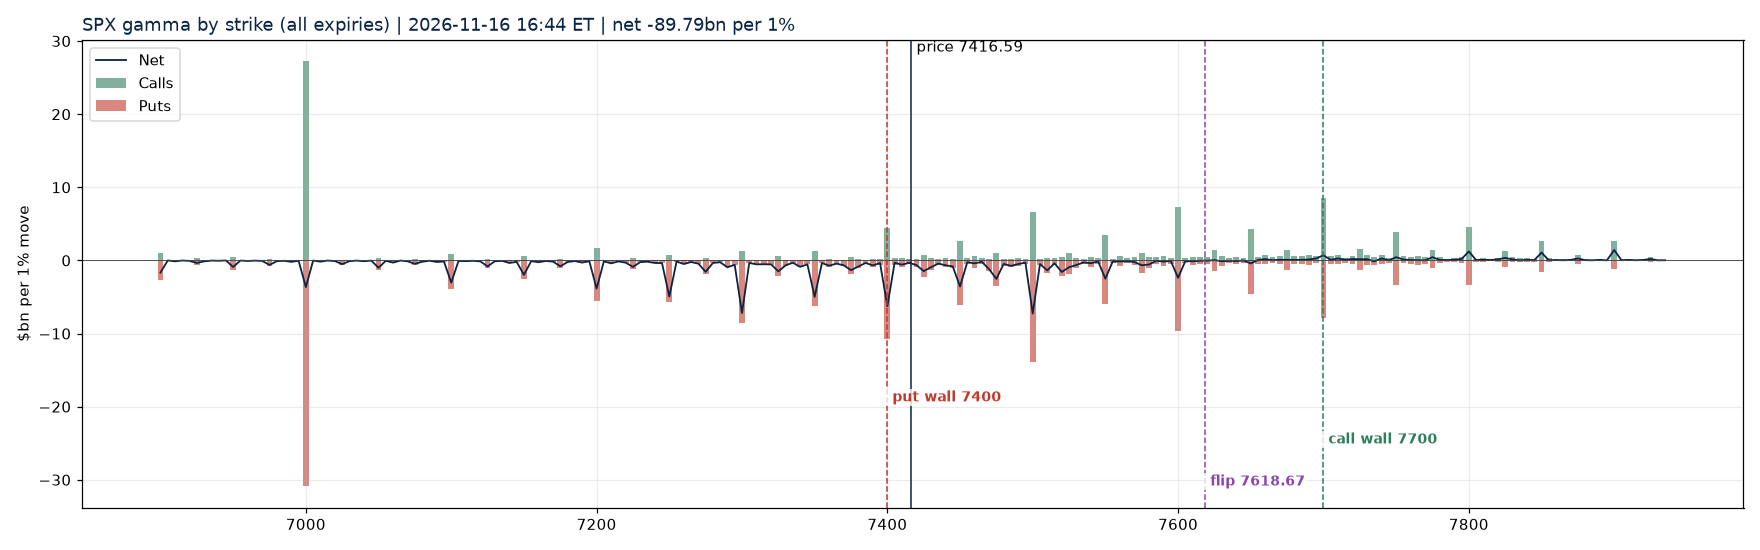 SPX gamma by strike (all expiries) | 2026-11-16 16:44 ET | net -89.79bn per 1%
30
20
10
0
−10
−20
−30
$bn per 1% move
Net
Calls
Puts
price 7416.59
put wall 7400
call wall 7700
flip 7618.67
7000
7200
7400
7600
7800